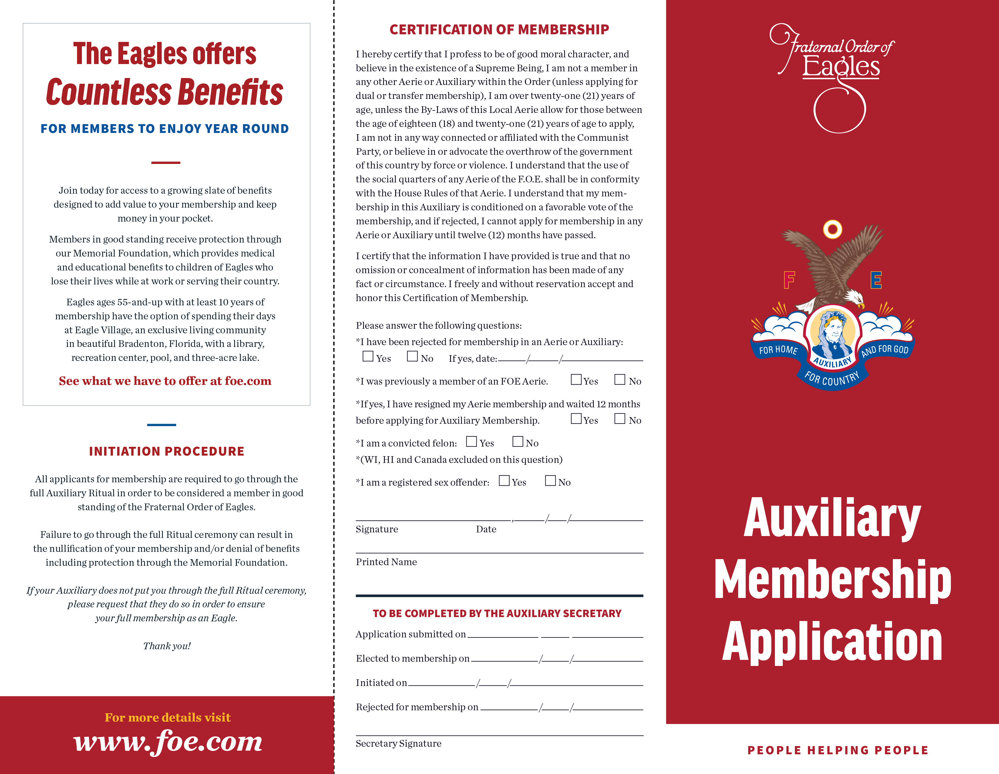 The Eagles offers
Countless Benefits
FOR MEMBERS TO ENJOY YEAR ROUND
Join today for access to a growing slate of benefits
designed to add value to your membership and keep
money in your pocket.
Members in good standing receive protection through
our Memorial Foundation, which provides medical
and educational benefits to children of Eagles who
lose their lives while at work or serving their country.
Eagles ages 55-and-up with at least 10 years of
membership have the option of spending their days
at Eagle Village, an exclusive living community
in beautiful Bradenton, Florida, with a library,
recreation center, pool, and three-acre lake.
See what we have to offer at foe.com
INITIATION PROCEDURE
All applicants for membership are required to go through the
full Auxiliary Ritual in order to be considered a member in good
standing of the Fraternal Order of Eagles.
Failure to go through the full Ritual ceremony can result in
the nullification of your membership and/or denial of benefits
including protection through the Memorial Foundation.
If your Auxiliary does not put you through the full Ritual ceremony,
please request that they do so in order to ensure
your full membership as an Eagle.
Thank you!
For more details visit
www.foe.com
CERTIFICATION OF MEMBERSHIP
I hereby certify that I profess to be of good moral character, and
believe in the existence of a Supreme Being, I am not a member in
any other Aerie or Auxiliary within the Order (unless applying for
dual or transfer membership), I am over twenty-one (21) years of
age, unless the By-Laws of this Local Aerie allow for those between
the age of eighteen (18) and twenty-one (21) years of age to apply,
I am not in any way connected or affiliated with the Communist
Party, or believe in or advocate the overthrow of the government
of this country by force or violence. I understand that the use of
the social quarters of any Aerie of the F.O.E. shall be in conformity
with the House Rules of that Aerie. I understand that my mem-
bership in this Auxiliary is conditioned on a favorable vote of the
membership, and if rejected, I cannot apply for membership in any
Aerie or Auxiliary until twelve (12) months have passed.
I certify that the information I have provided is true and that no
omission or concealment of information has been made of any
fact or circumstance. I freely and without reservation accept and
honor this Certification of Membership.
Please answer the following questions:
*I have been rejected for membership in an Aerie or Auxiliary:
Yes No If yes, date: / /
*I was previously a member of an FOE Aerie. Yes No
*If yes, I have resigned my Aerie membership and waited 12 months
before applying for Auxiliary Membership. Yes No
*I am a convicted felon: Yes No
*(WI, HI and Canada excluded on this question)
*I am a registered sex offender: Yes No
, / /
Signature Date
Printed Name
TO BE COMPLETED BY THE AUXILIARY SECRETARY
Application submitted on
Elected to membership on / /
Initiated on / /
Rejected for membership on / /
Secretary Signature
Fraternal Order of
Eagles
F O E
FOR HOME
AND FOR GOD
AUXILIARY
FOR COUNTRY
Auxiliary
Membership
Application
PEOPLE HELPING PEOPLE